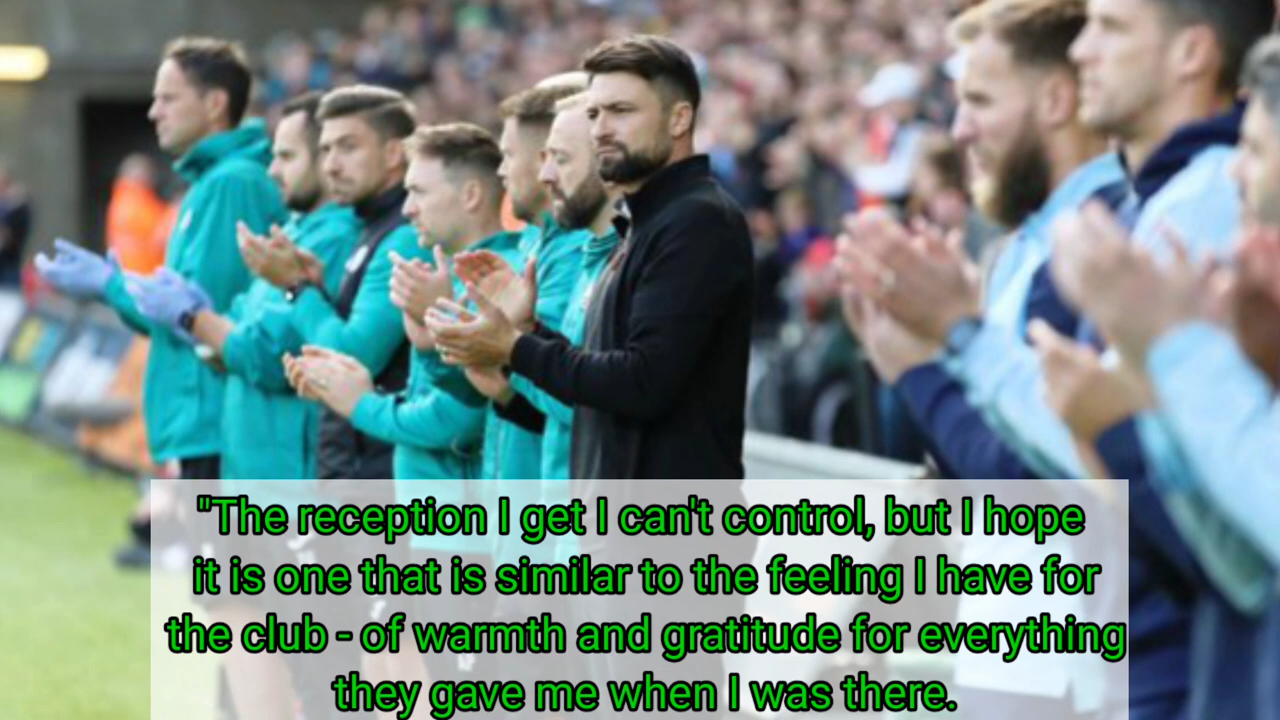 "The reception I get I can't control, but I hope
it is one that is similar to the feeling I have for
the club - of warmth and gratitude for everything
they gave me when I was there.